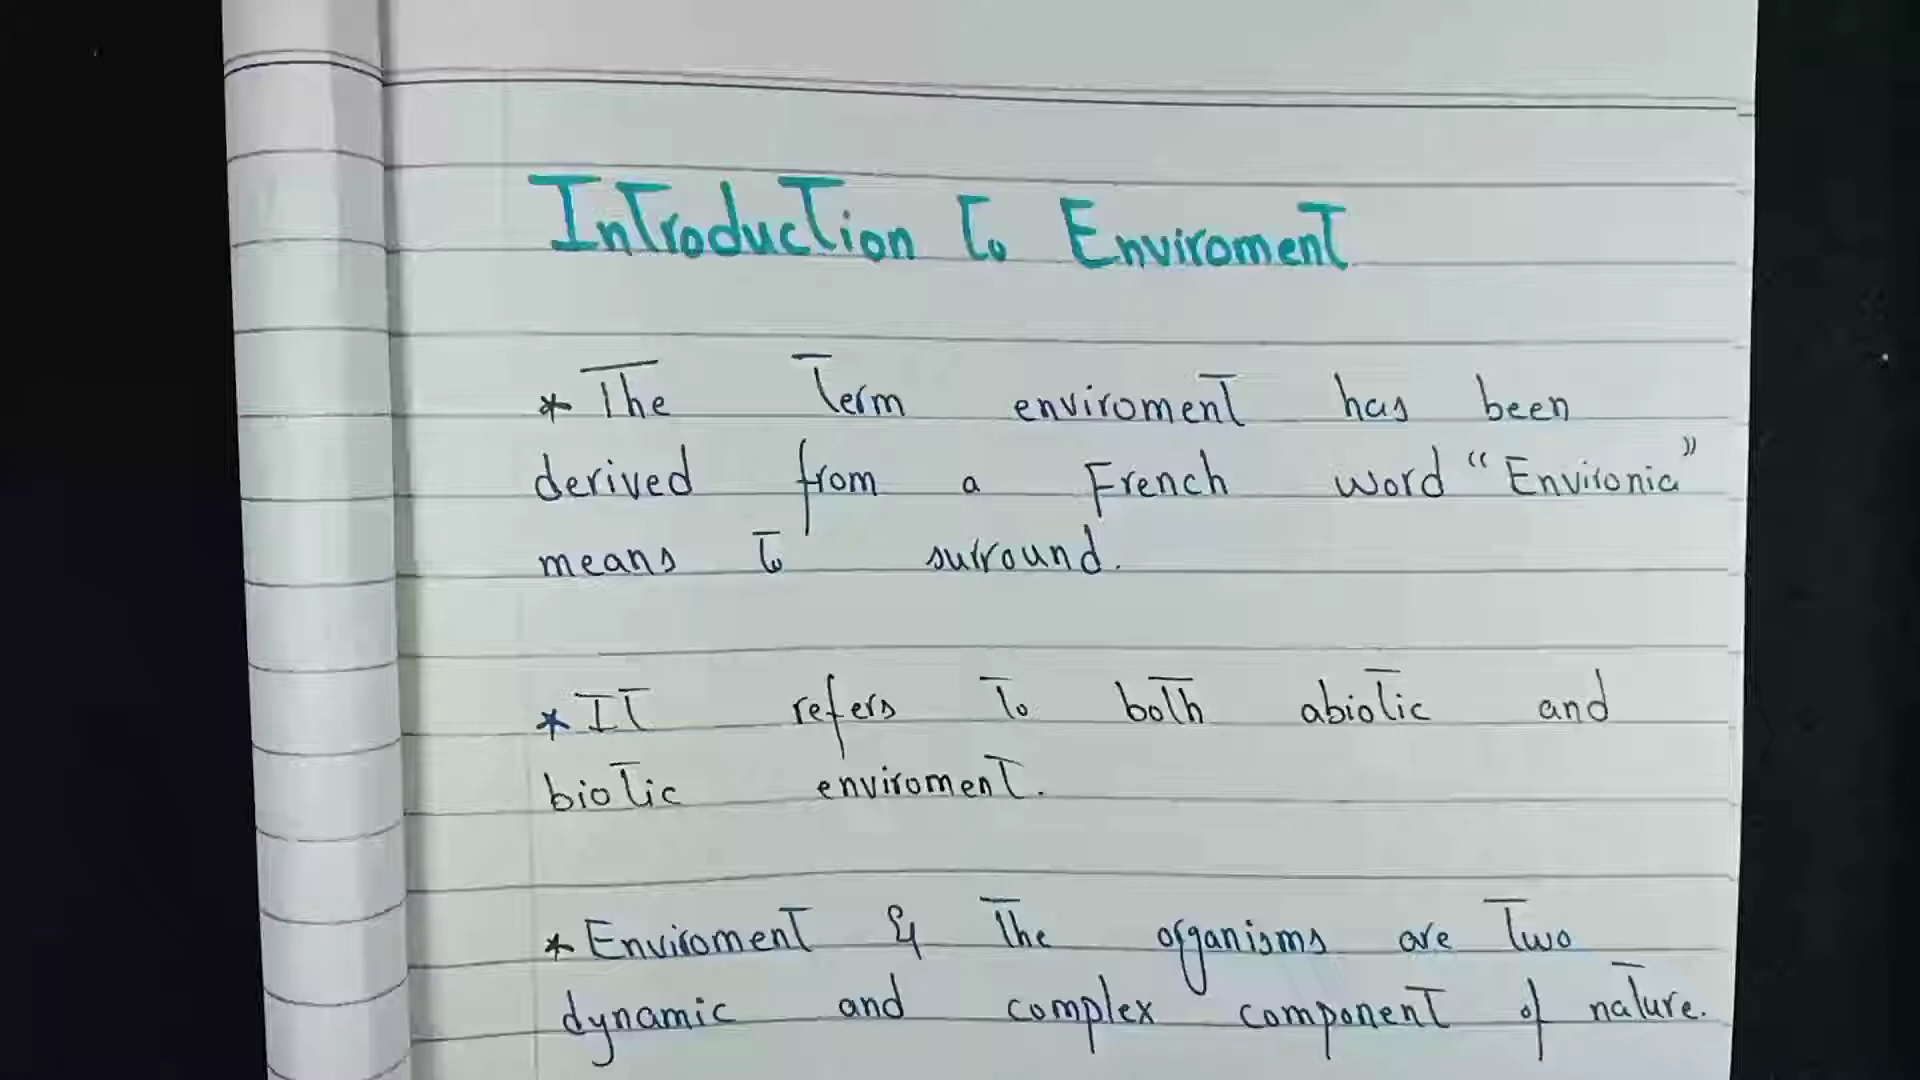 Introduction to Enviroment
* The term enviroment has been
derived from a French word “Environia”
means to surround.
* It refers to both abiotic and
biotic enviroment.
* Enviroment & the organisms are two
dynamic and complex component of nature.